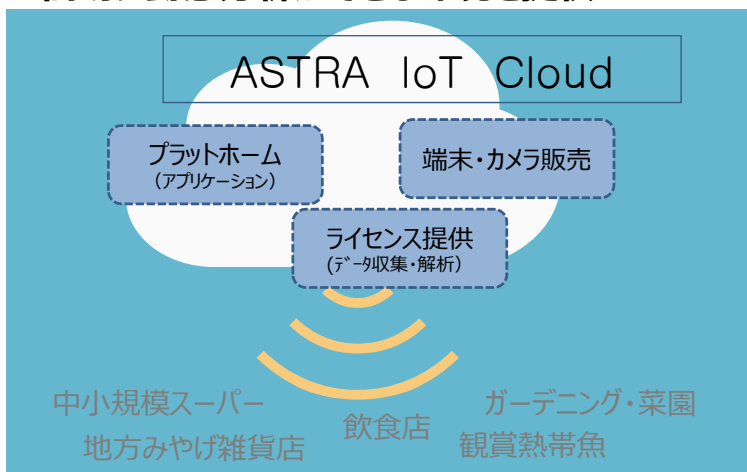 ASTRA IoT Cloud
プラットホーム
(アプリケーション)
端末・カメラ販売
ライセンス提供
(ﾃﾞｰﾀ収集・解析)
中小規模スーパー
飲食店
ガーデニング・菜園
地方みやげ雑貨店
観賞熱帯魚